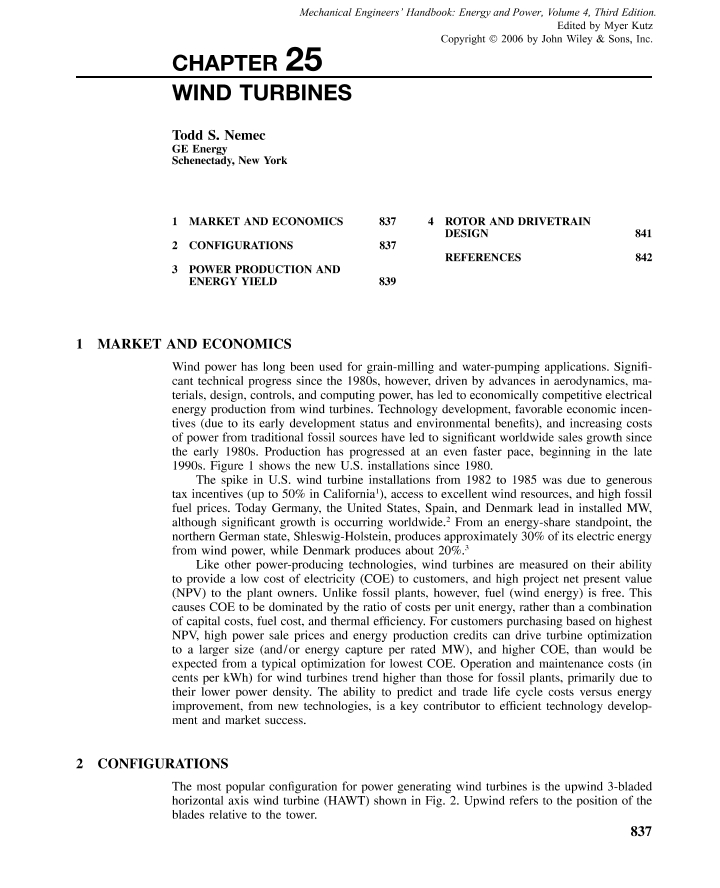 Mechanical Engineers' Handbook: Energy and Power, Volume 4, Third Edition.
Edited by Myer Kutz
Copyright © 2006 by John Wiley & Sons, Inc.
CHAPTER 25
WIND TURBINES
Todd S. Nemec
GE Energy
Schenectady, New York
1 MARKET AND ECONOMICS 837
2 CONFIGURATIONS 837
3 POWER PRODUCTION AND
ENERGY YIELD 839
4 ROTOR AND DRIVETRAIN
DESIGN 841
REFERENCES 842
1 MARKET AND ECONOMICS
Wind power has long been used for grain-milling and water-pumping applications. Signifi-
cant technical progress since the 1980s, however, driven by advances in aerodynamics, ma-
terials, design, controls, and computing power, has led to economically competitive electrical
energy production from wind turbines. Technology development, favorable economic incen-
tives (due to its early development status and environmental benefits), and increasing costs
of power from traditional fossil sources have led to significant worldwide sales growth since
the early 1980s. Production has progressed at an even faster pace, beginning in the late
1990s. Figure 1 shows the new U.S. installations since 1980.
The spike in U.S. wind turbine installations from 1982 to 1985 was due to generous
tax incentives (up to 50% in California¹), access to excellent wind resources, and high fossil
fuel prices. Today Germany, the United States, Spain, and Denmark lead in installed MW,
although significant growth is occurring worldwide.² From an energy-share standpoint, the
northern German state, Shleswig-Holstein, produces approximately 30% of its electric energy
from wind power, while Denmark produces about 20%.³
Like other power-producing technologies, wind turbines are measured on their ability
to provide a low cost of electricity (COE) to customers, and high project net present value
(NPV) to the plant owners. Unlike fossil plants, however, fuel (wind energy) is free. This
causes COE to be dominated by the ratio of costs per unit energy, rather than a combination
of capital costs, fuel cost, and thermal efficiency. For customers purchasing based on highest
NPV, high power sale prices and energy production credits can drive turbine optimization
to a larger size (and/or energy capture per rated MW), and higher COE, than would be
expected from a typical optimization for lowest COE. Operation and maintenance costs (in
cents per kWh) for wind turbines trend higher than those for fossil plants, primarily due to
their lower power density. The ability to predict and trade life cycle costs versus energy
improvement, from new technologies, is a key contributor to efficient technology develop-
ment and market success.
2 CONFIGURATIONS
The most popular configuration for power generating wind turbines is the upwind 3-bladed
horizontal axis wind turbine (HAWT) shown in Fig. 2. Upwind refers to the position of the
blades relative to the tower.
837